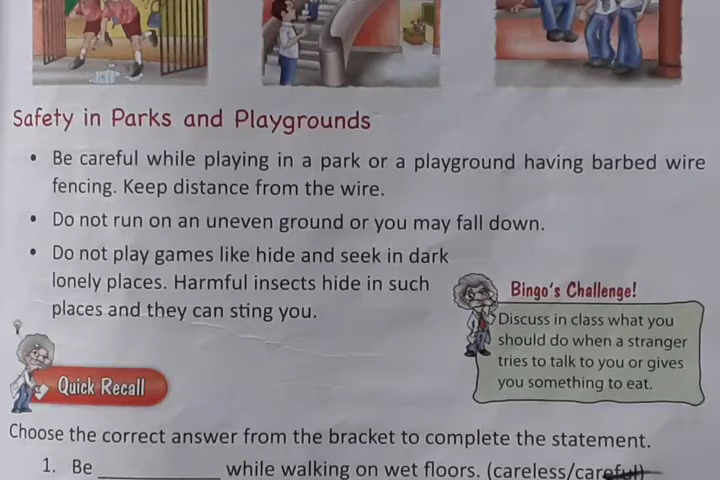 Safety in Parks and Playgrounds
• Be careful while playing in a park or a playground having barbed wire
fencing. Keep distance from the wire.
• Do not run on an uneven ground or you may fall down.
• Do not play games like hide and seek in dark
lonely places. Harmful insects hide in such
places and they can sting you.
Bingo's Challenge!
Discuss in class what you
should do when a stranger
tries to talk to you or gives
you something to eat.
Quick Recall
Choose the correct answer from the bracket to complete the statement.
1. Be ____________ while walking on wet floors. (careless/careful)